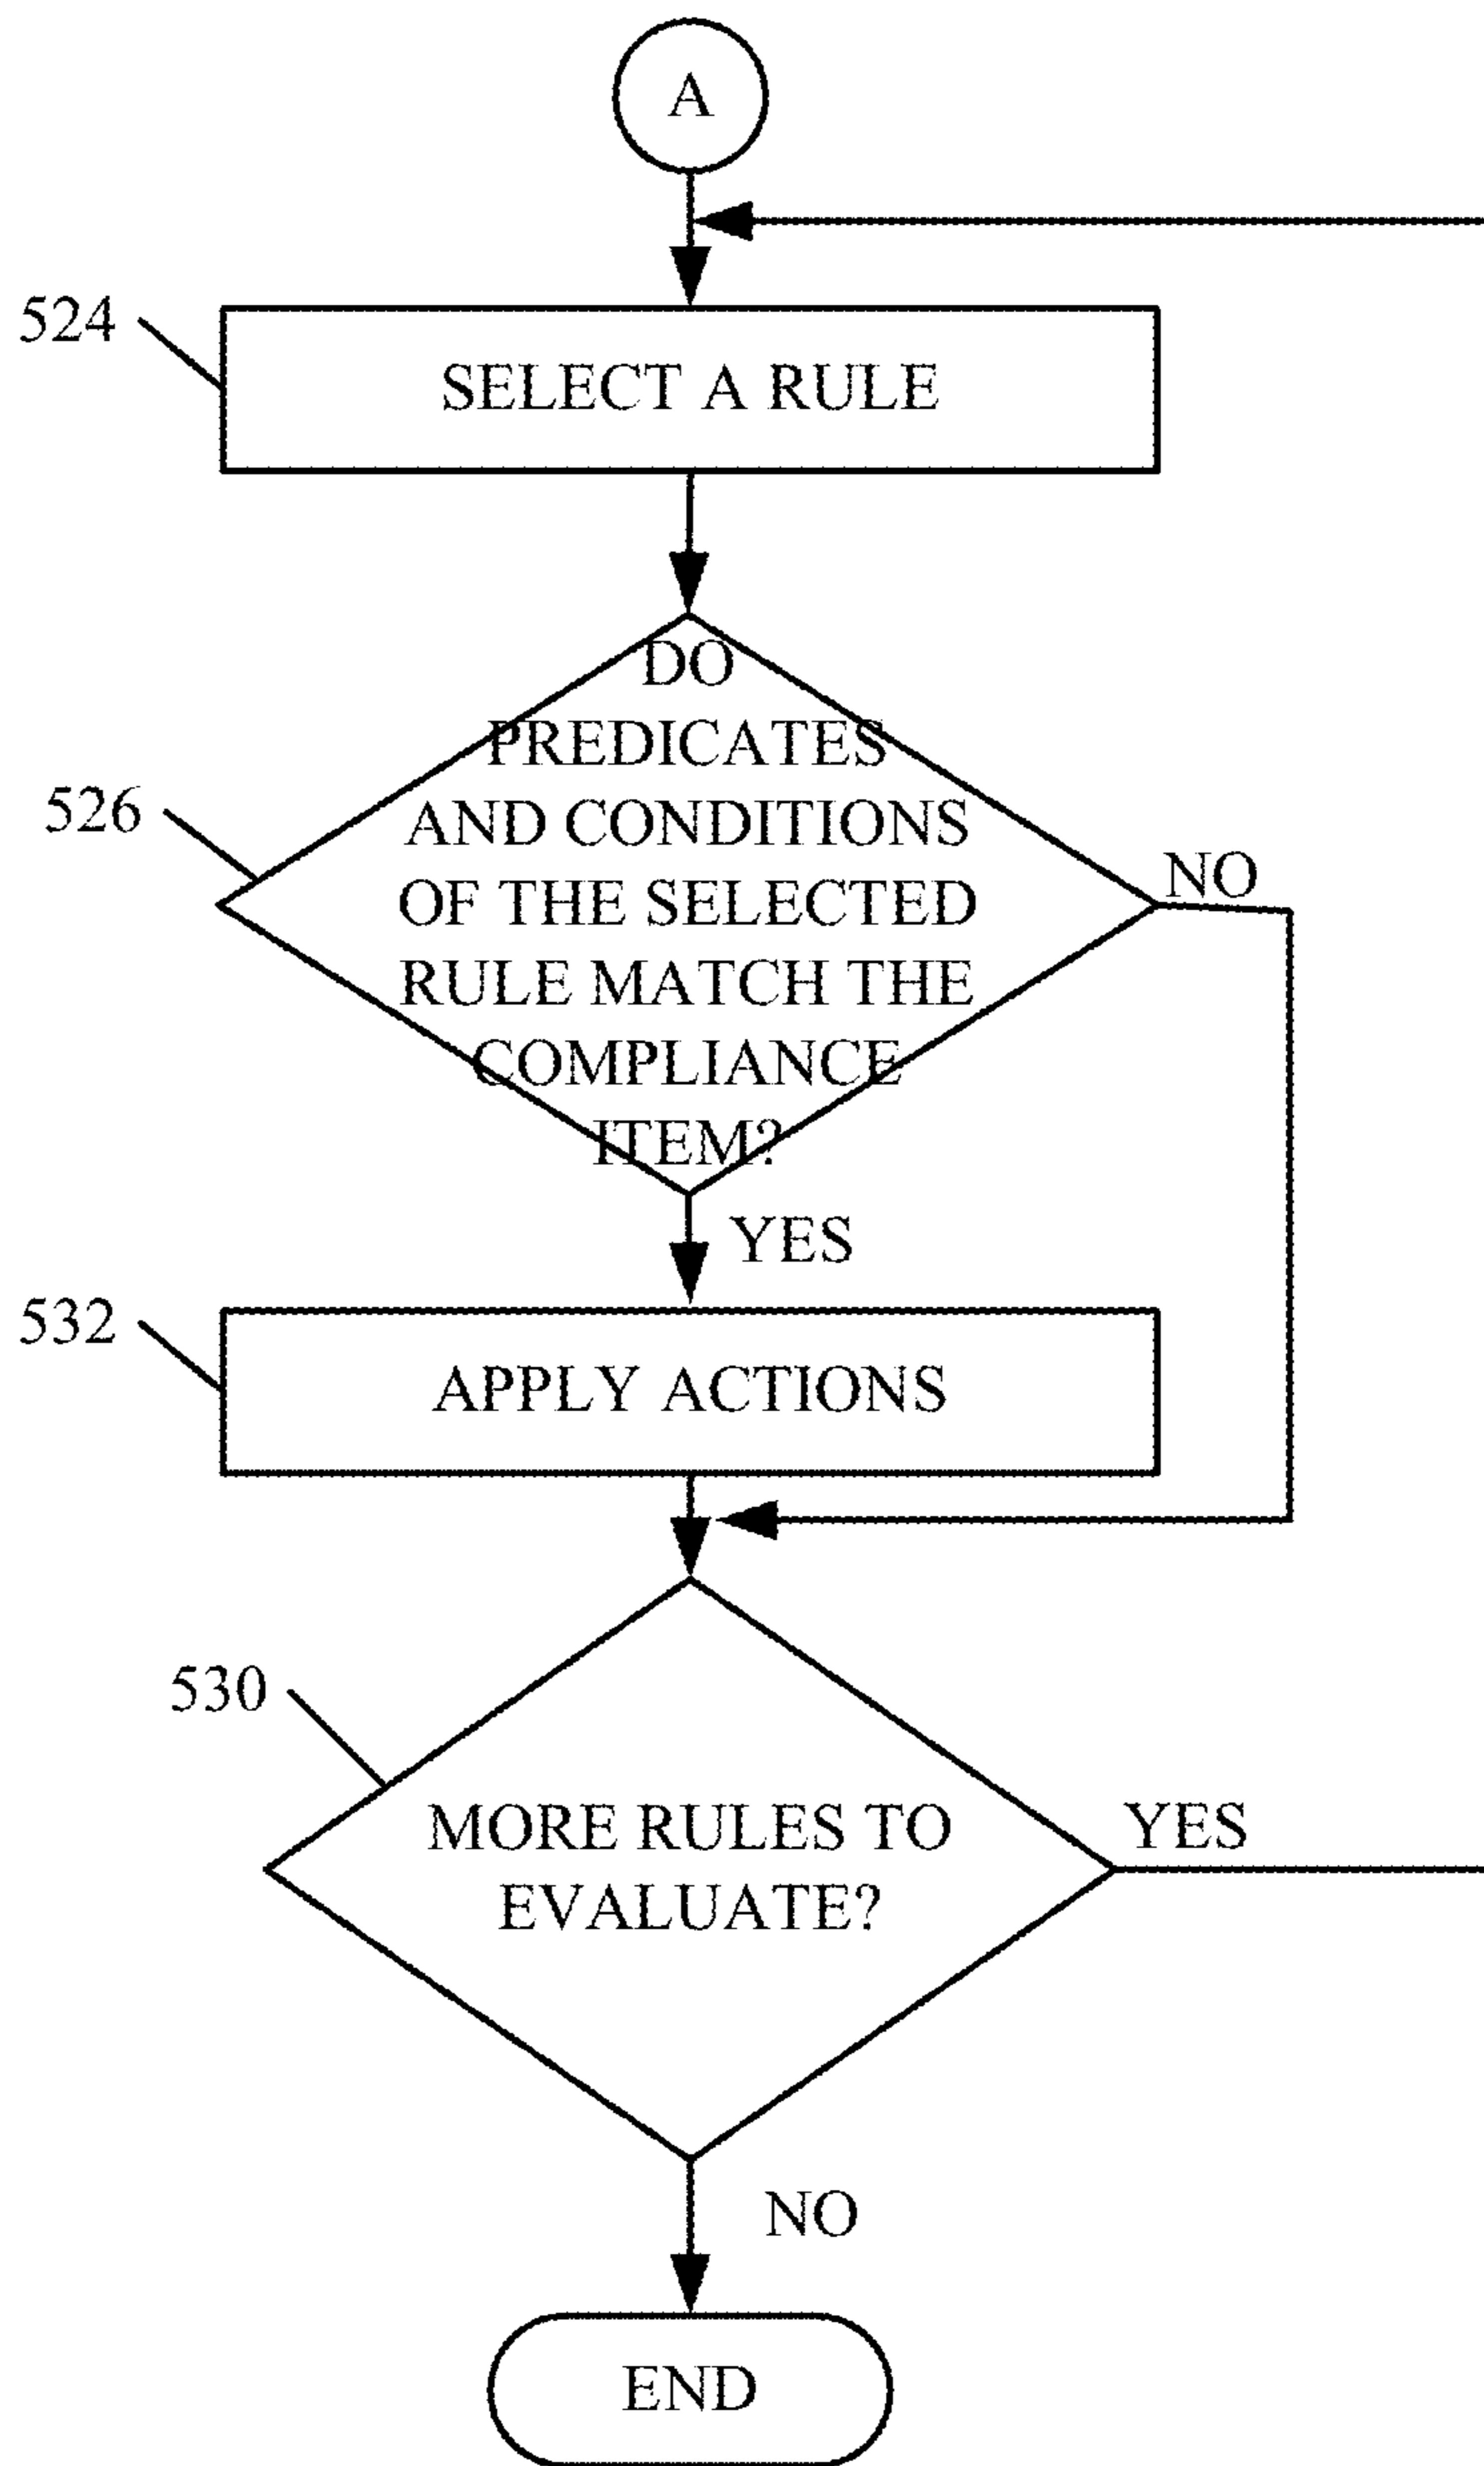 A
524
SELECT A RULE
DO
PREDICATES
AND CONDITIONS
526
OF THE SELECTED
NO
RULE MATCH THE
COMPLIANCE
ITEM?
YES
532
APPLY ACTIONS
530
MORE RULES TO
YES
EVALUATE?
NO
END